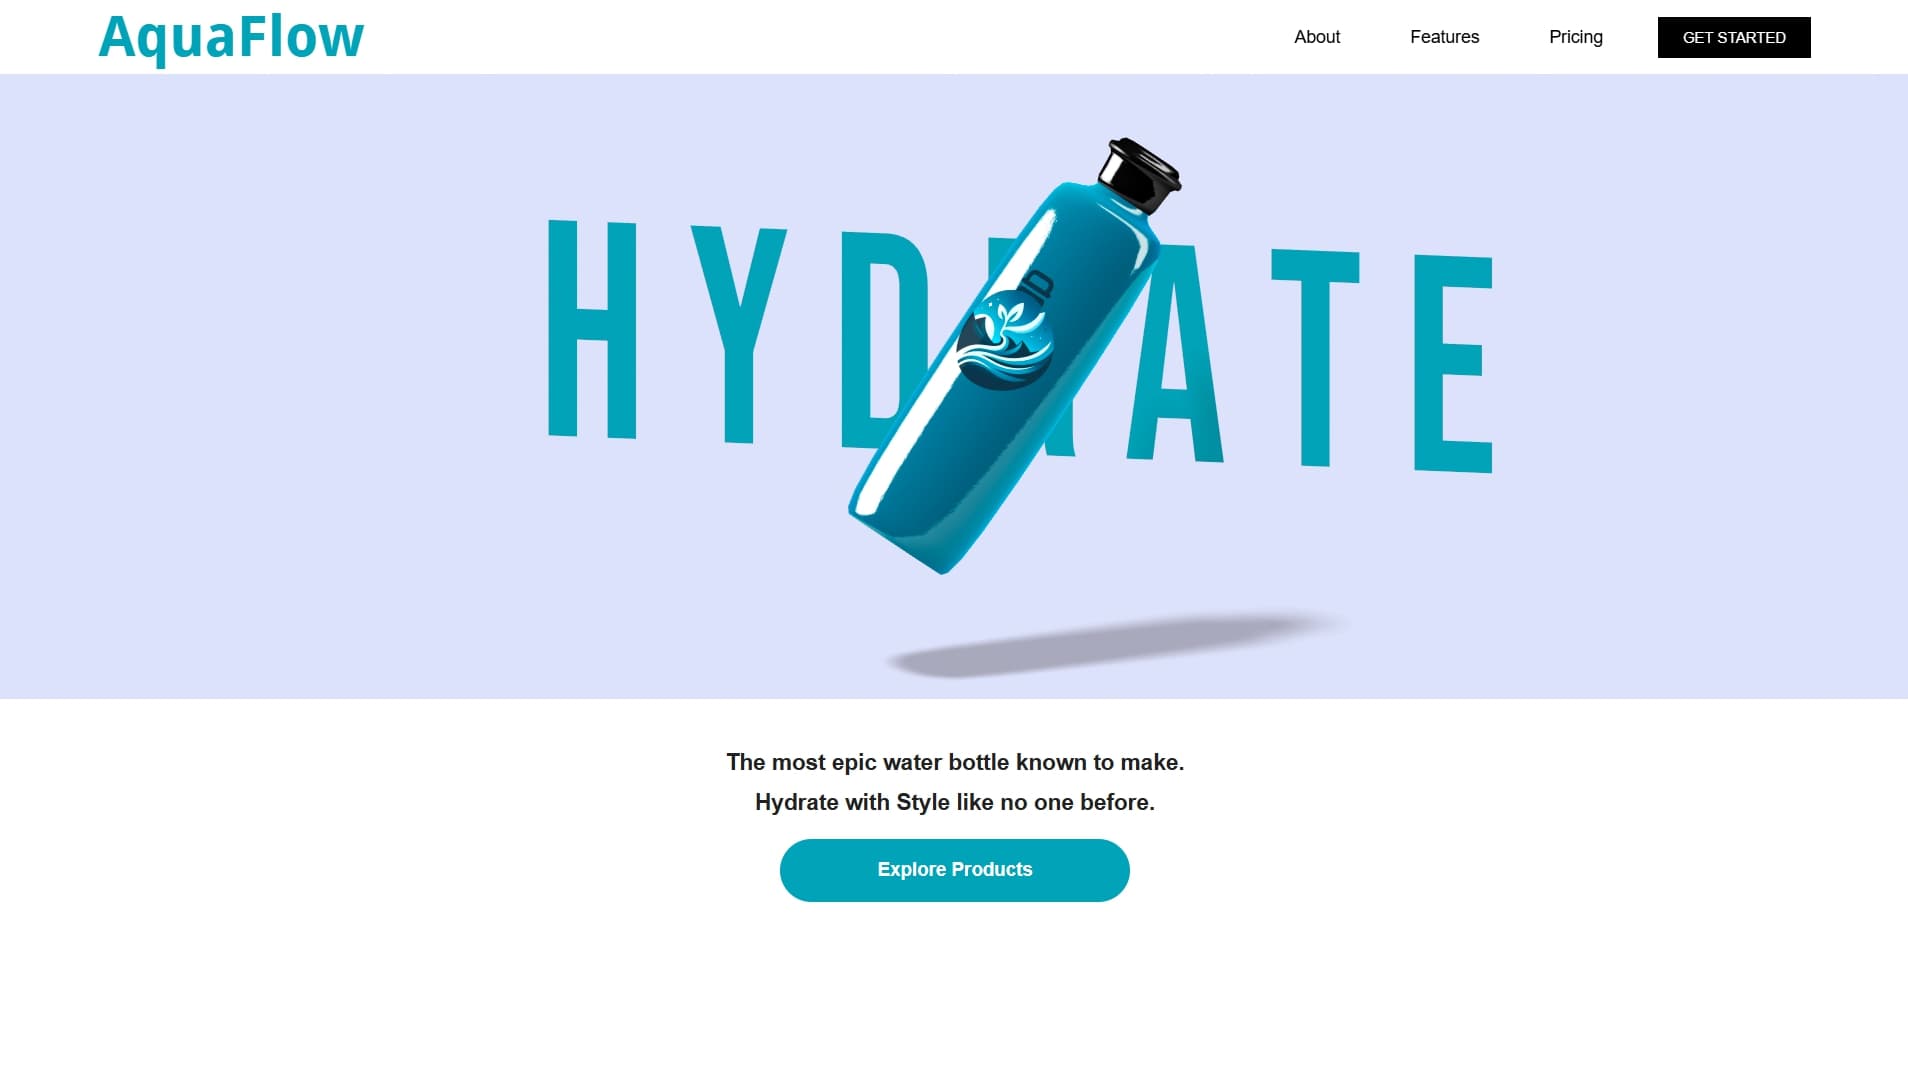 AquaFlow
About
Features
Pricing
GET STARTED
HYDRATE
The most epic water bottle known to make.
Hydrate with Style like no one before.
Explore Products